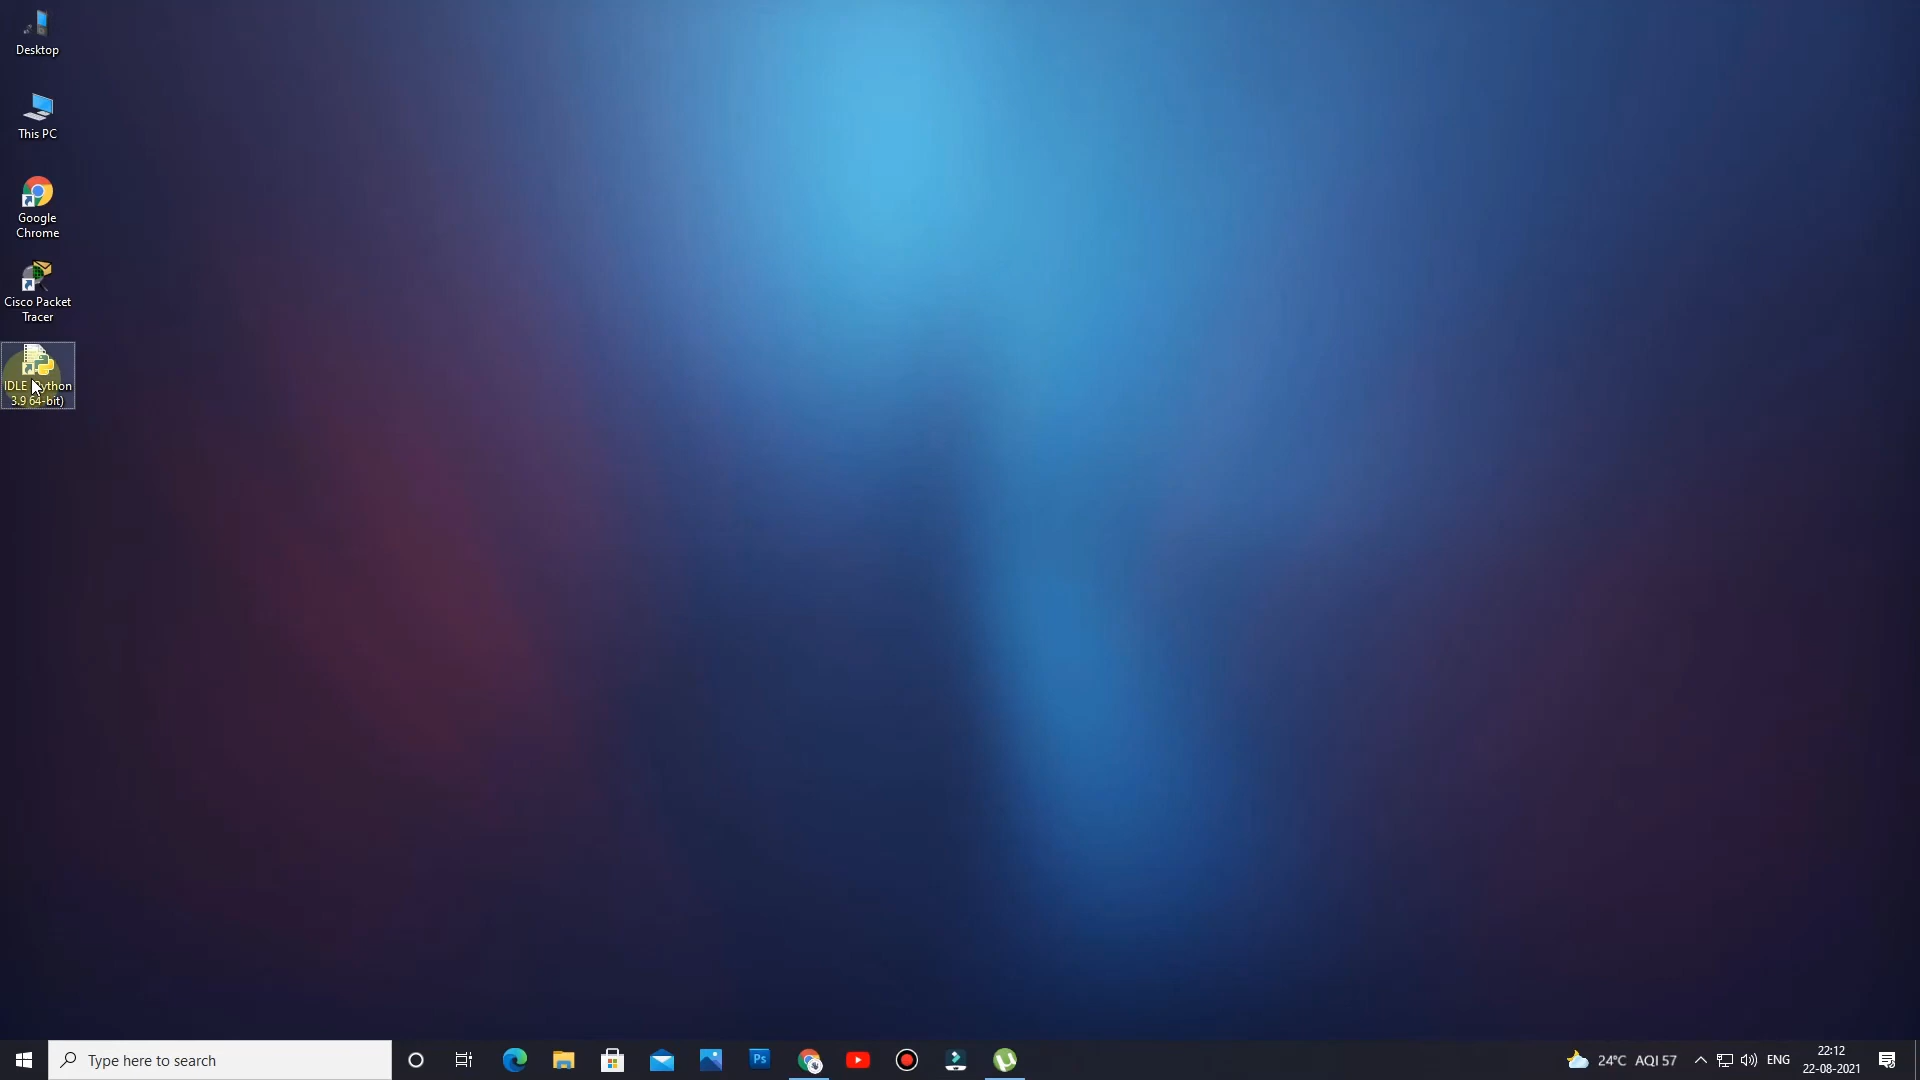 Desktop
This PC
Google
Chrome
Cisco Packet
Tracer
IDLE (Python
3.9 64-bit)
Type here to search
Ps
24°C AQI 57
ENG
22:12
22-08-2021